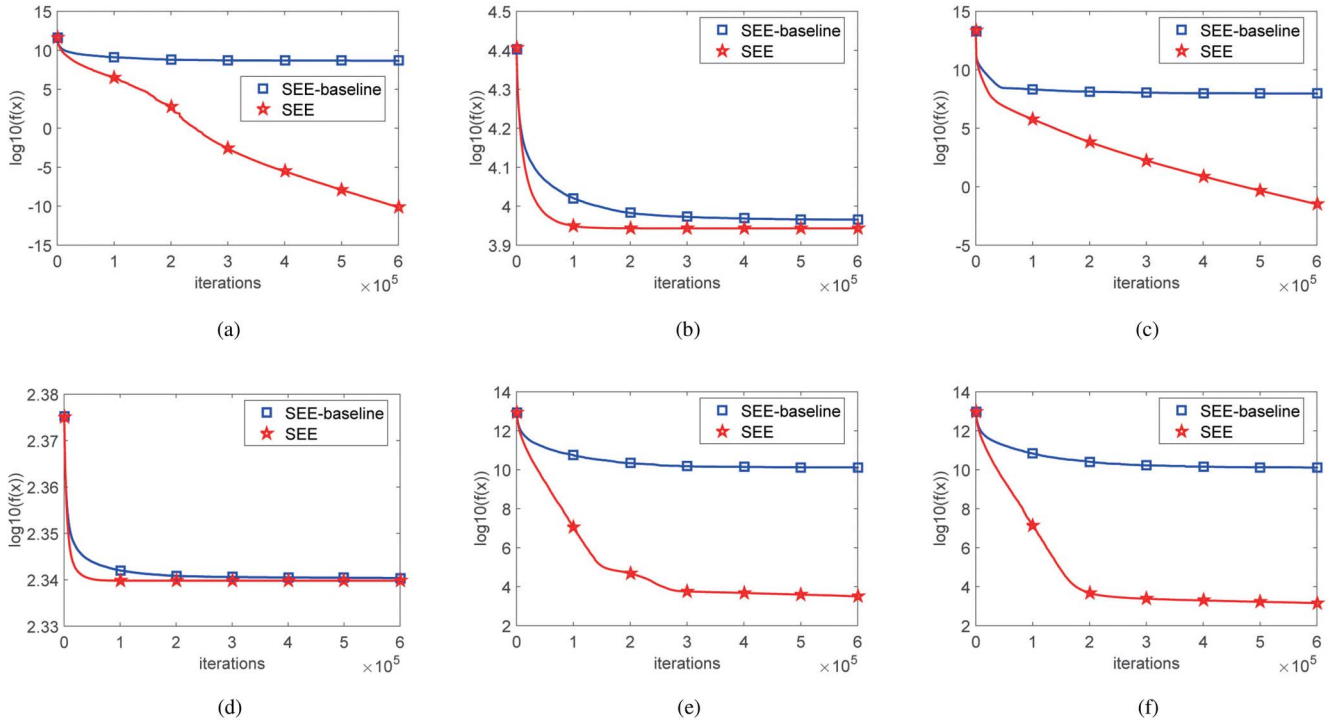 15
10
5
0
-5
-10
-15
log10(f(x))
SEE-baseline
SEE
0 1 2 3 4 5 6
iterations
×10^5
(a)
4.5
4.4
4.3
4.2
4.1
4
3.9
log10(f(x))
SEE-baseline
SEE
0 1 2 3 4 5 6
iterations
×10^5
(b)
15
10
5
0
-5
log10(f(x))
SEE-baseline
SEE
0 1 2 3 4 5 6
iterations
×10^5
(c)
2.38
2.37
2.36
2.35
2.34
2.33
log10(f(x))
SEE-baseline
SEE
0 1 2 3 4 5 6
iterations
×10^5
(d)
14
12
10
8
6
4
2
log10(f(x))
SEE-baseline
SEE
0 1 2 3 4 5 6
iterations
×10^5
(e)
14
12
10
8
6
4
2
log10(f(x))
SEE-baseline
SEE
0 1 2 3 4 5 6
iterations
×10^5
(f)